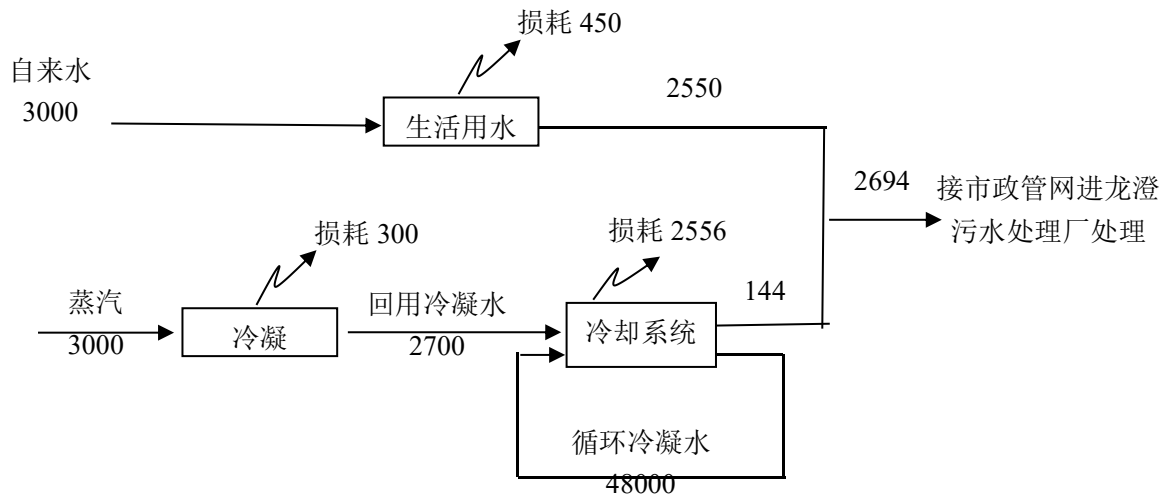 损耗 450
自来水
3000
生活用水
2550
2694
接市政管网进龙澄
污水处理厂处理
损耗 300
损耗 2556
蒸汽
3000
冷凝
回用冷凝水
2700
冷却系统
144
循环冷凝水
48000